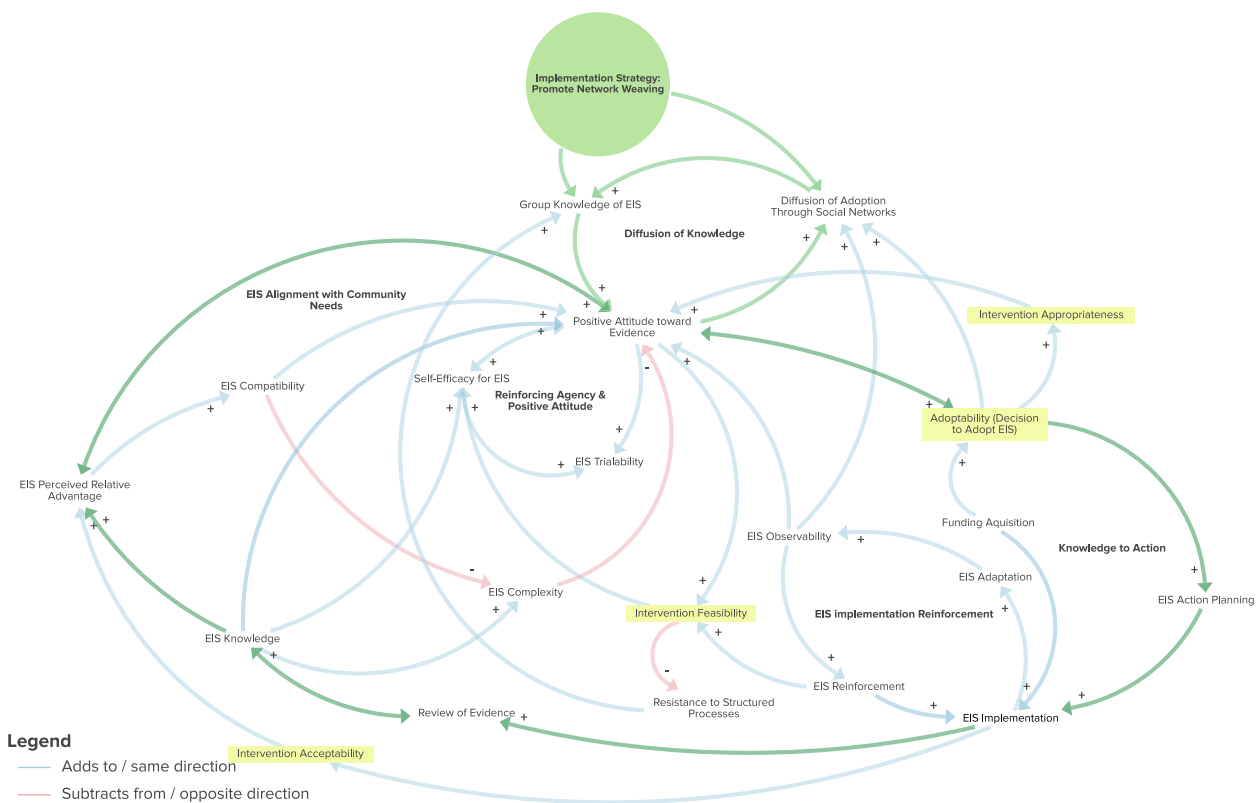 Implementation Strategy:
Promote Network Weaving
Group Knowledge of EIS
+
+
Diffusion of Adoption
Through Social Networks
Diffusion of Knowledge
+
+
+
EIS Alignment with Community
Needs
+
+
+
+
Positive Attitude toward
Evidence
Intervention Appropriateness
+
+
+
+
-
+
Self-Efficacy for EIS
EIS Compatibility
+
Reinforcing Agency &
Positive Attitude
+
+
+
+
Adoptability (Decision
to Adopt EIS)
EIS Trialability
+
+
EIS Perceived Relative
Advantage
+
+
Funding Aquisition
EIS Observability
+
Knowledge to Action
-
EIS Adaptation
+
EIS Complexity
+
+
EIS Action Planning
+
Intervention Feasibility
EIS implementation Reinforcement
+
EIS Knowledge
+
+
-
+
EIS Reinforcement
+
+
+
Resistance to Structured
Processes
Review of Evidence
+
+
EIS Implementation
Legend
Intervention Acceptability
Adds to / same direction
Subtracts from / opposite direction